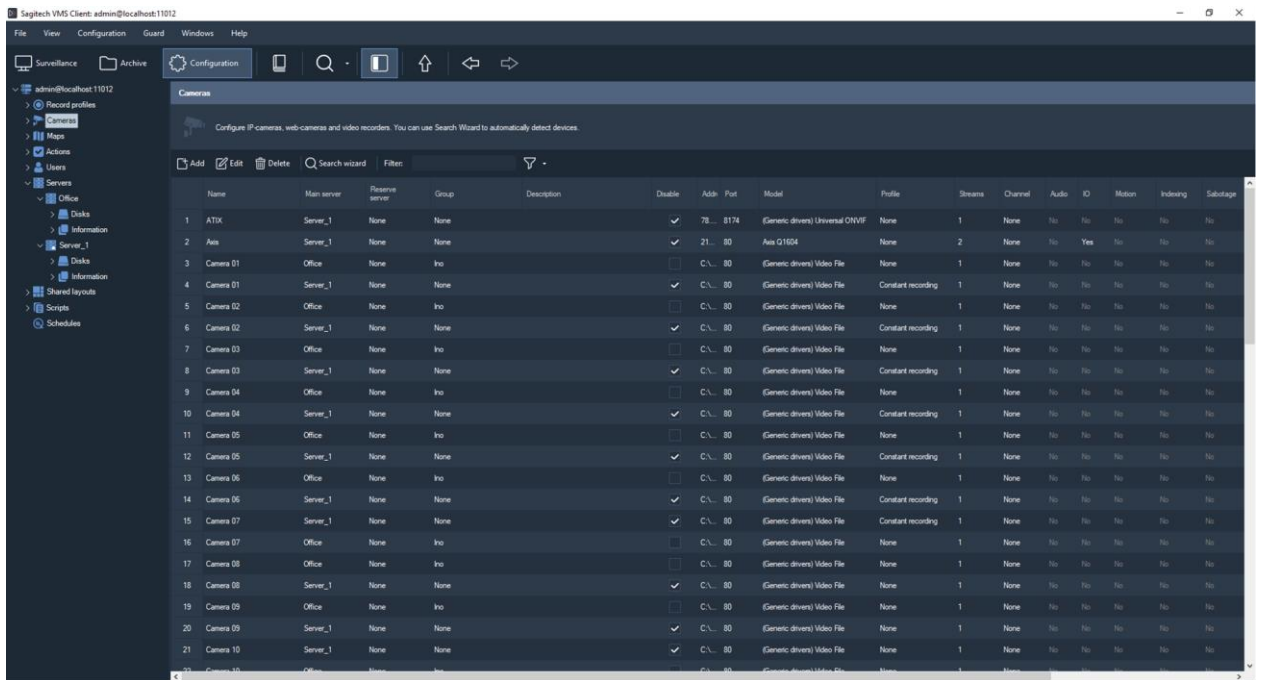 Sagitech VMS Client: admin@localhost:11012
File View Configuration Guard Windows Help
Surveillance Archive Configuration
admin@localhost:11012
Record profiles
Cameras
Maps
Actions
Users
Servers
Office
Disks
Information
Server_1
Disks
Information
Shared layouts
Scripts
Schedules
Cameras
Configure IP-cameras, web-cameras and video recorders. You can use Search Wizard to automatically detect devices.
Add Edit Delete Search wizard Filter:
Name Main server Reserve server Group Description Disable Addr Port Model Profile Streams Channel Audio IO Motion Indexing Sabotage
1 ATIX Server_1 None None 78... 8174 (Generic drivers) Universal ONVIF None 1 None No No No No No
2 Axis Server_1 None None 21... 80 Axis Q1604 None 2 None No Yes No No No
3 Camera 01 Office None Ino C:\... 80 (Generic drivers) Video File None 1 None No No No No No
4 Camera 01 Server_1 None None C:\... 80 (Generic drivers) Video File Constant recording 1 None No No No No No
5 Camera 02 Office None Ino C:\... 80 (Generic drivers) Video File None 1 None No No No No No
6 Camera 02 Server_1 None None C:\... 80 (Generic drivers) Video File Constant recording 1 None No No No No No
7 Camera 03 Office None Ino C:\... 80 (Generic drivers) Video File None 1 None No No No No No
8 Camera 03 Server_1 None None C:\... 80 (Generic drivers) Video File Constant recording 1 None No No No No No
9 Camera 04 Office None Ino C:\... 80 (Generic drivers) Video File None 1 None No No No No No
10 Camera 04 Server_1 None None C:\... 80 (Generic drivers) Video File Constant recording 1 None No No No No No
11 Camera 05 Office None Ino C:\... 80 (Generic drivers) Video File None 1 None No No No No No
12 Camera 05 Server_1 None None C:\... 80 (Generic drivers) Video File Constant recording 1 None No No No No No
13 Camera 06 Office None Ino C:\... 80 (Generic drivers) Video File None 1 None No No No No No
14 Camera 06 Server_1 None None C:\... 80 (Generic drivers) Video File Constant recording 1 None No No No No No
15 Camera 07 Server_1 None None C:\... 80 (Generic drivers) Video File Constant recording 1 None No No No No No
16 Camera 07 Office None Ino C:\... 80 (Generic drivers) Video File None 1 None No No No No No
17 Camera 08 Office None Ino C:\... 80 (Generic drivers) Video File None 1 None No No No No No
18 Camera 08 Server_1 None None C:\... 80 (Generic drivers) Video File None 1 None No No No No No
19 Camera 09 Office None Ino C:\... 80 (Generic drivers) Video File None 1 None No No No No No
20 Camera 09 Server_1 None None C:\... 80 (Generic drivers) Video File None 1 None No No No No No
21 Camera 10 Server_1 None None C:\... 80 (Generic drivers) Video File None 1 None No No No No No